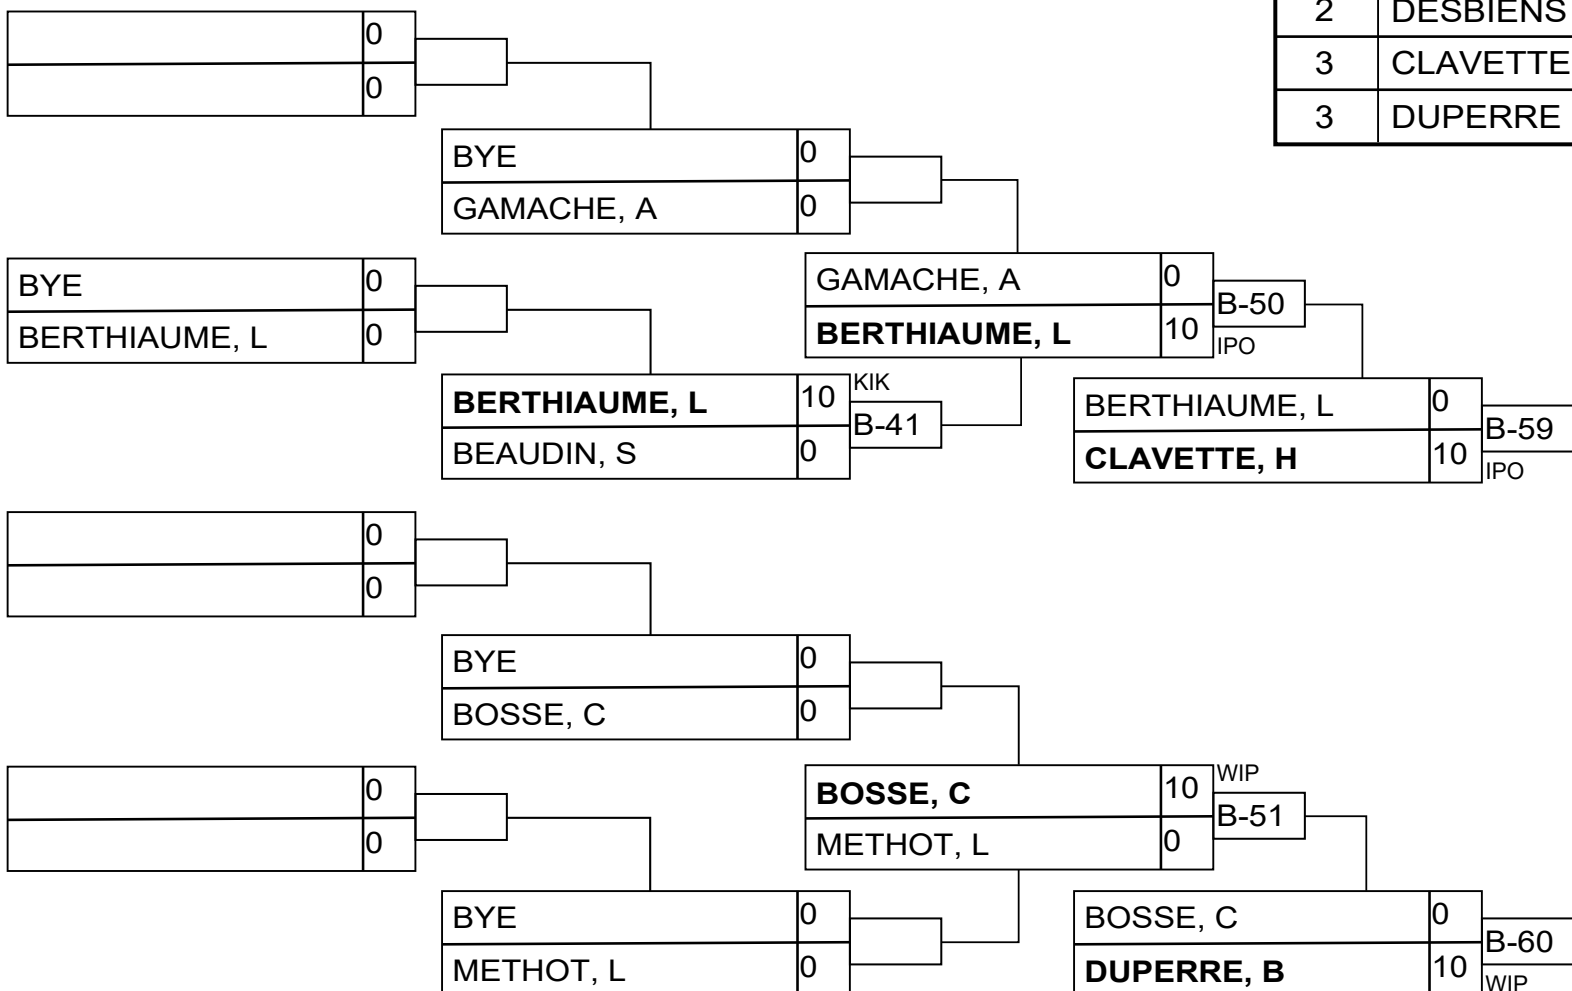 2 DESBIENS
3 CLAVETTE
3 DUPERRE
0
0
BYE 0
GAMACHE, A 0
BYE 0
BERTHIAUME, L 0
GAMACHE, A 0
BERTHIAUME, L 10
B-50
IPO
BERTHIAUME, L 10
BEAUDIN, S 0
KIK
B-41
BERTHIAUME, L 0
CLAVETTE, H 10
B-59
IPO
0
0
BYE 0
BOSSE, C 0
0
0
BOSSE, C 10
METHOT, L 0
WIP
B-51
BYE 0
METHOT, L 0
BOSSE, C 0
DUPERRE, B 10
B-60
WIP